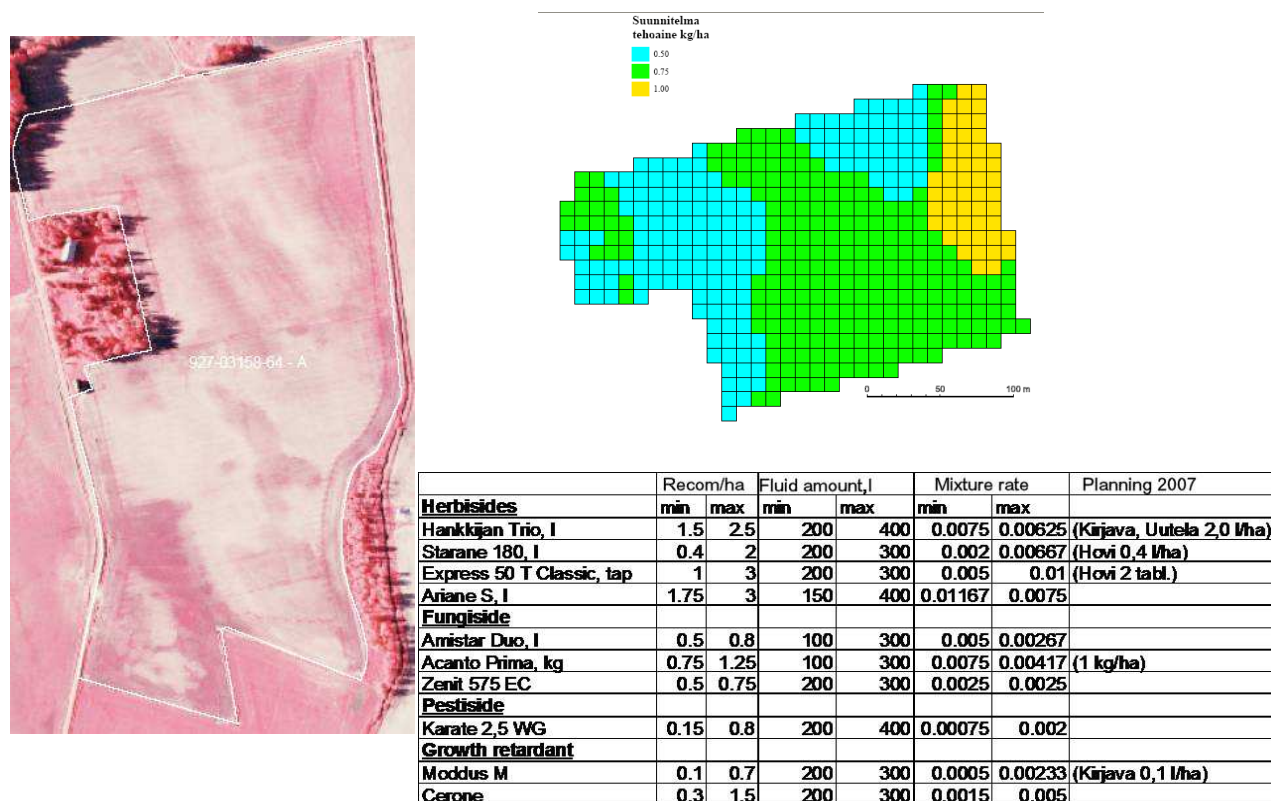 Suunnitelma
tehoaine kg/ha
0.50
0.75
1.00
0 50 100 m
927-03158-64 - A
Recom/ha Fluid amount,l Mixture rate Planning 2007
Herbisides min max min max min max
Hankkijan Trio, l 1.5 2.5 200 400 0.0075 0.00625 (Kirjava, Uutela 2,0 l/ha)
Starane 180, l 0.4 2 200 300 0.002 0.00667 (Hovi 0,4 l/ha)
Express 50 T Classic, tap 1 3 200 300 0.005 0.01 (Hovi 2 tabl.)
Ariane S, l 1.75 3 150 400 0.01167 0.0075
Fungiside
Amistar Duo, l 0.5 0.8 100 300 0.005 0.00267
Acanto Prima, kg 0.75 1.25 100 300 0.0075 0.00417 (1 kg/ha)
Zenit 575 EC 0.5 0.75 200 300 0.0025 0.0025
Pestiside
Karate 2,5 WG 0.15 0.8 200 400 0.00075 0.002
Growth retardant
Moddus M 0.1 0.7 200 300 0.0005 0.00233 (Kirjava 0,1 l/ha)
Cerone 0.3 1.5 200 300 0.0015 0.005